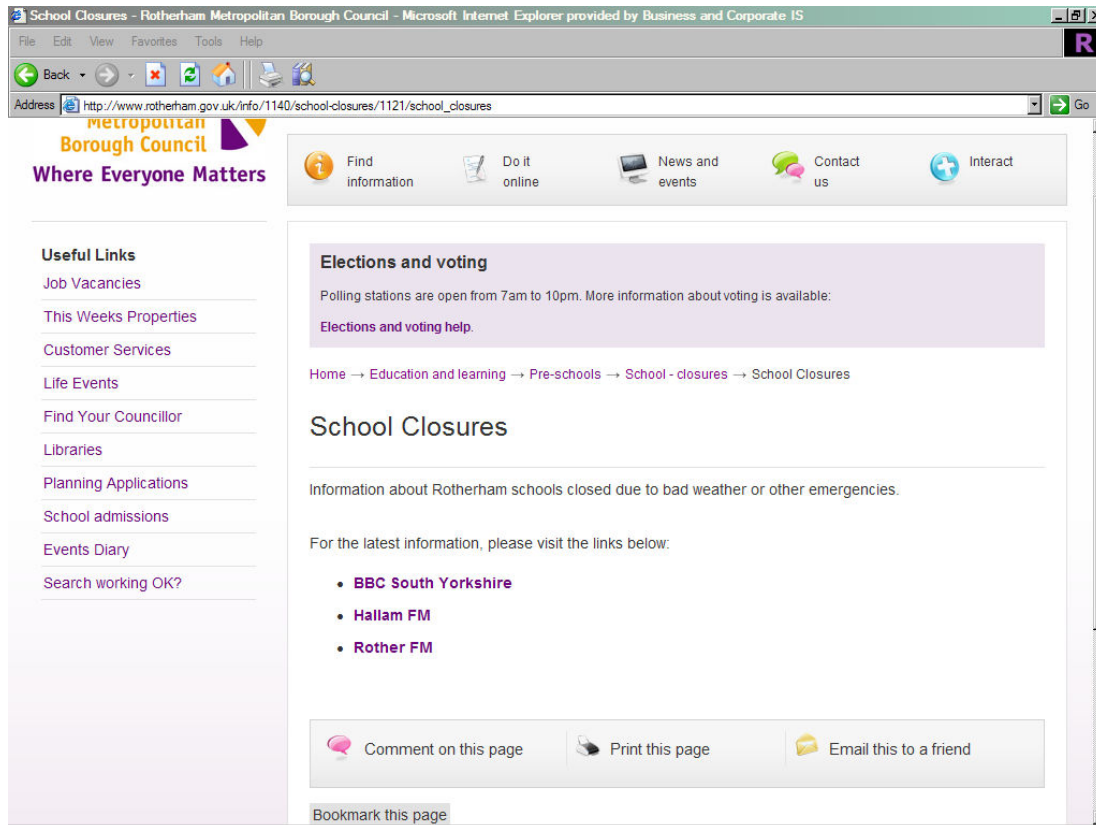 School Closures - Rotherham Metropolitan Borough Council - Microsoft Internet Explorer provided by Business and Corporate IS
File Edit View Favorites Tools Help
R
Back
Address http://www.rotherham.gov.uk/info/1140/school-closures/1121/school_closures Go
Metropolitan
Borough Council
Where Everyone Matters
Find information
Do it online
News and events
Contact us
Interact
Useful Links
Job Vacancies
This Weeks Properties
Customer Services
Life Events
Find Your Councillor
Libraries
Planning Applications
School admissions
Events Diary
Search working OK?
Elections and voting
Polling stations are open from 7am to 10pm. More information about voting is available:
Elections and voting help.
Home → Education and learning → Pre-schools → School - closures → School Closures
School Closures
Information about Rotherham schools closed due to bad weather or other emergencies.
For the latest information, please visit the links below:
• BBC South Yorkshire
• Hallam FM
• Rother FM
Comment on this page
Print this page
Email this to a friend
Bookmark this page